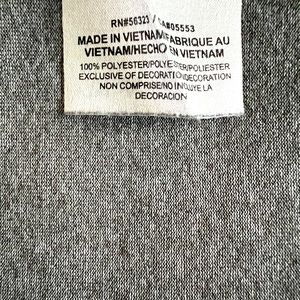 RN#56323 / CA#05553
MADE IN VIETNAM/FABRIQUE AU
VIETNAM/HECHO EN VIETNAM
100% POLYESTER/POLYESTER/POLIESTER
EXCLUSIVE OF DECORATION/DECORATION
NON COMPRISE/NO INCLUYE LA
DECORACION